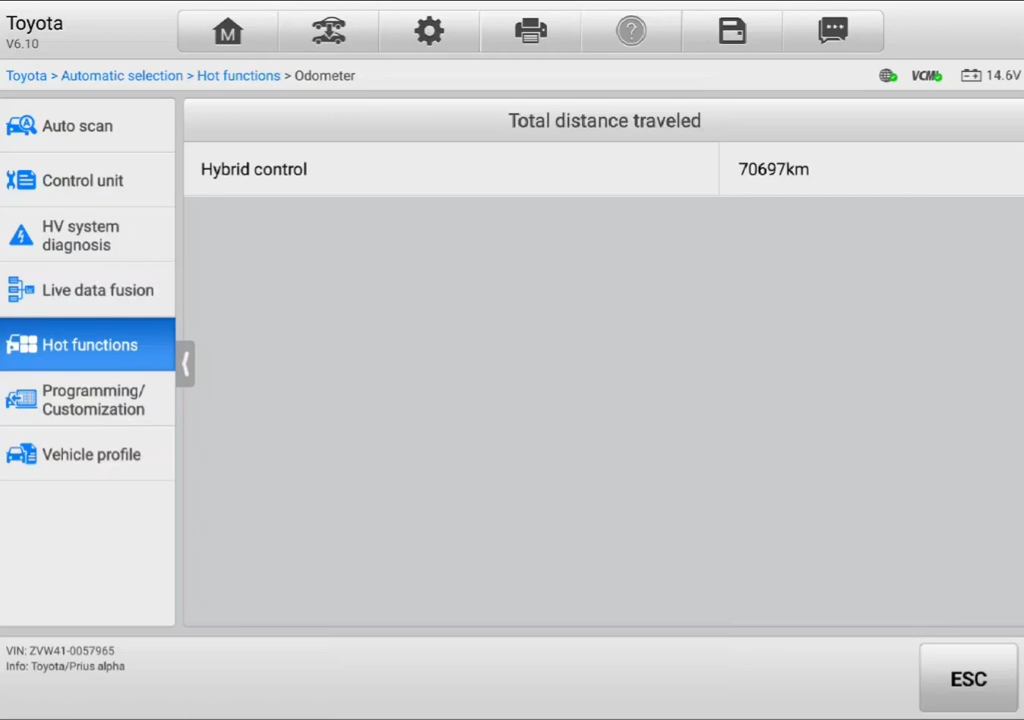 Toyota
V6.10
M
?
Toyota > Automatic selection > Hot functions > Odometer
VCMI
14.6V
Auto scan
Control unit
HV system
diagnosis
Live data fusion
Hot functions
Programming/
Customization
Vehicle profile
Total distance traveled
Hybrid control
70697km
VIN: ZVW41-0057965
Info: Toyota/Prius alpha
ESC